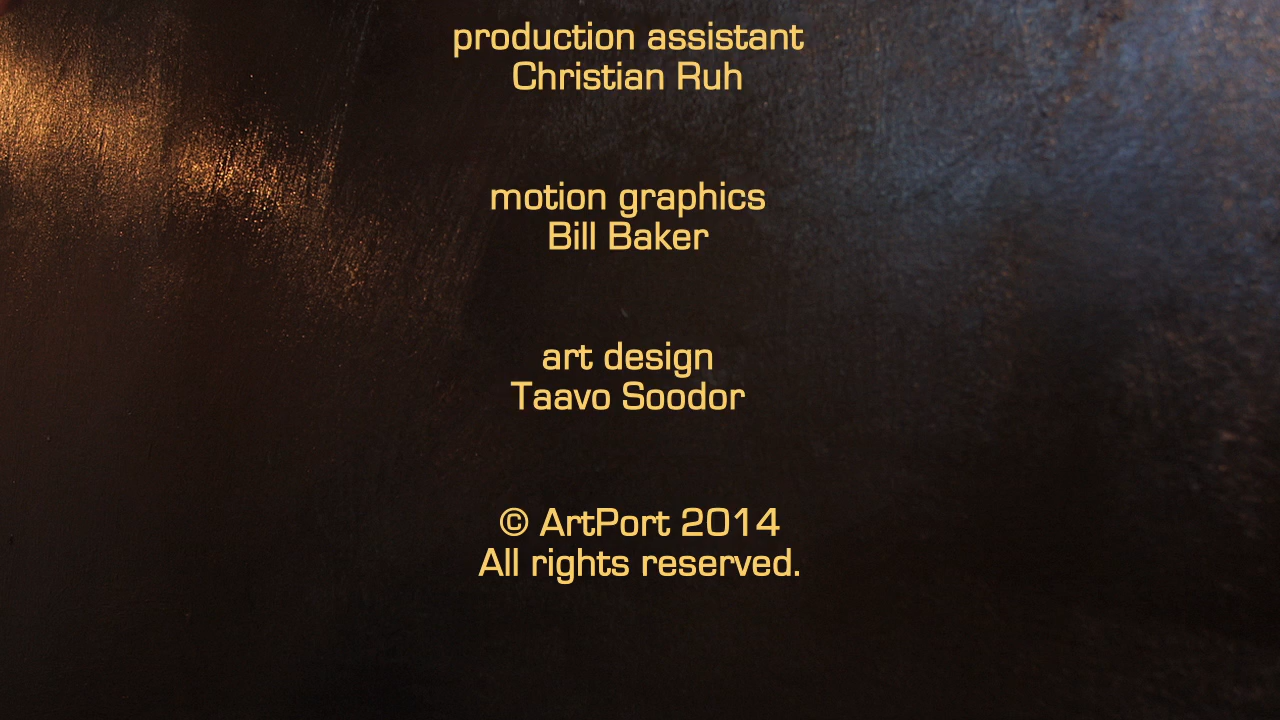 production assistant
Christian Ruh
motion graphics
Bill Baker
art design
Taavo Soodor
© ArtPort 2014
All rights reserved.